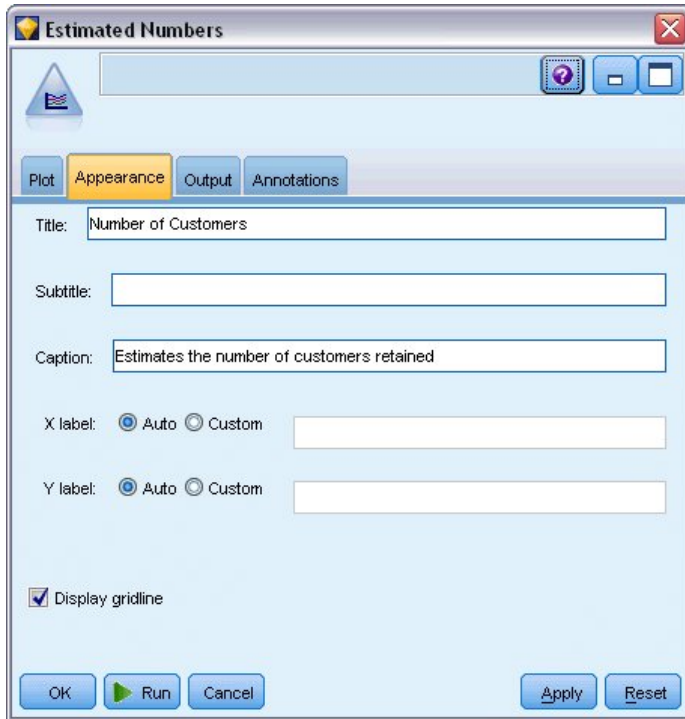 Estimated Numbers
?
Plot Appearance Output Annotations
Title: Number of Customers
Subtitle:
Caption: Estimates the number of customers retained
X label: Auto Custom
Y label: Auto Custom
Display gridline
OK Run Cancel Apply Reset